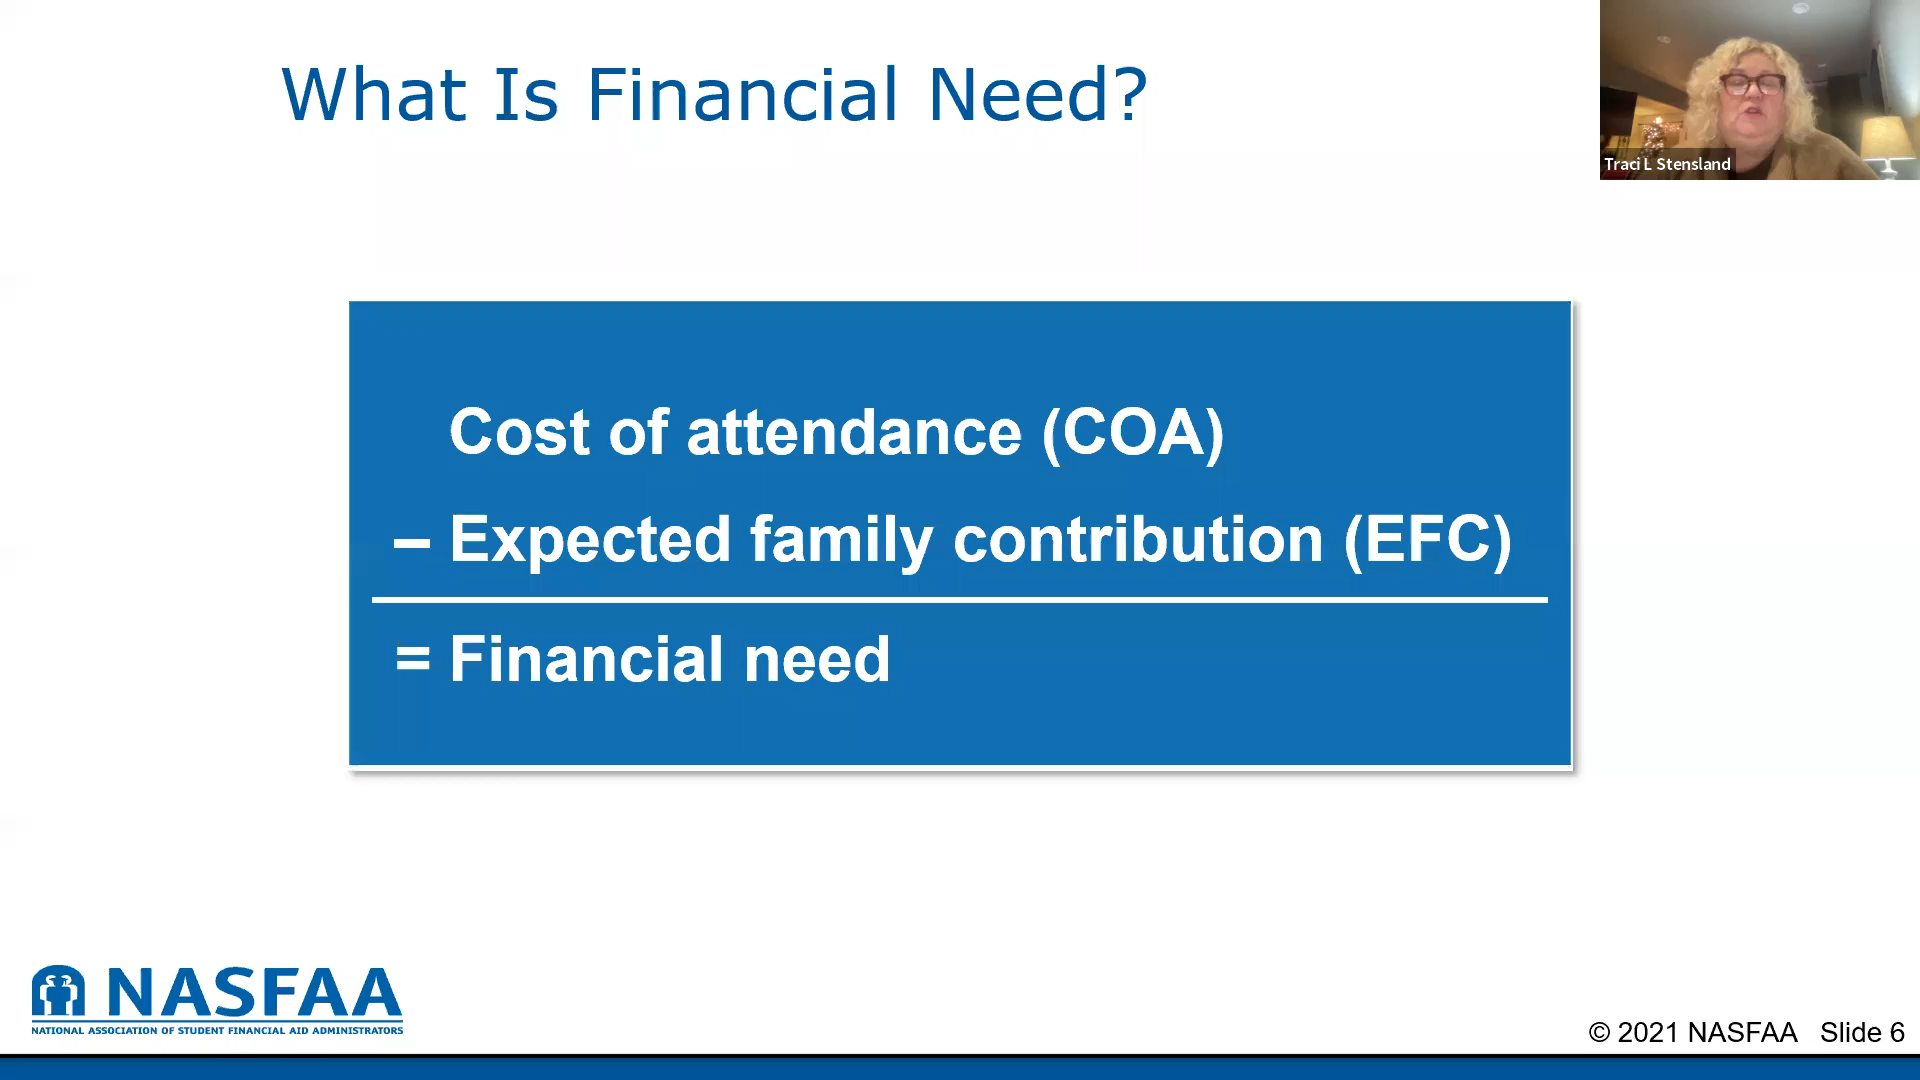 What Is Financial Need?
Traci L Stensland
Cost of attendance (COA)
– Expected family contribution (EFC)
= Financial need
NASFAA
NATIONAL ASSOCIATION OF STUDENT FINANCIAL AID ADMINISTRATORS
© 2021 NASFAA Slide 6